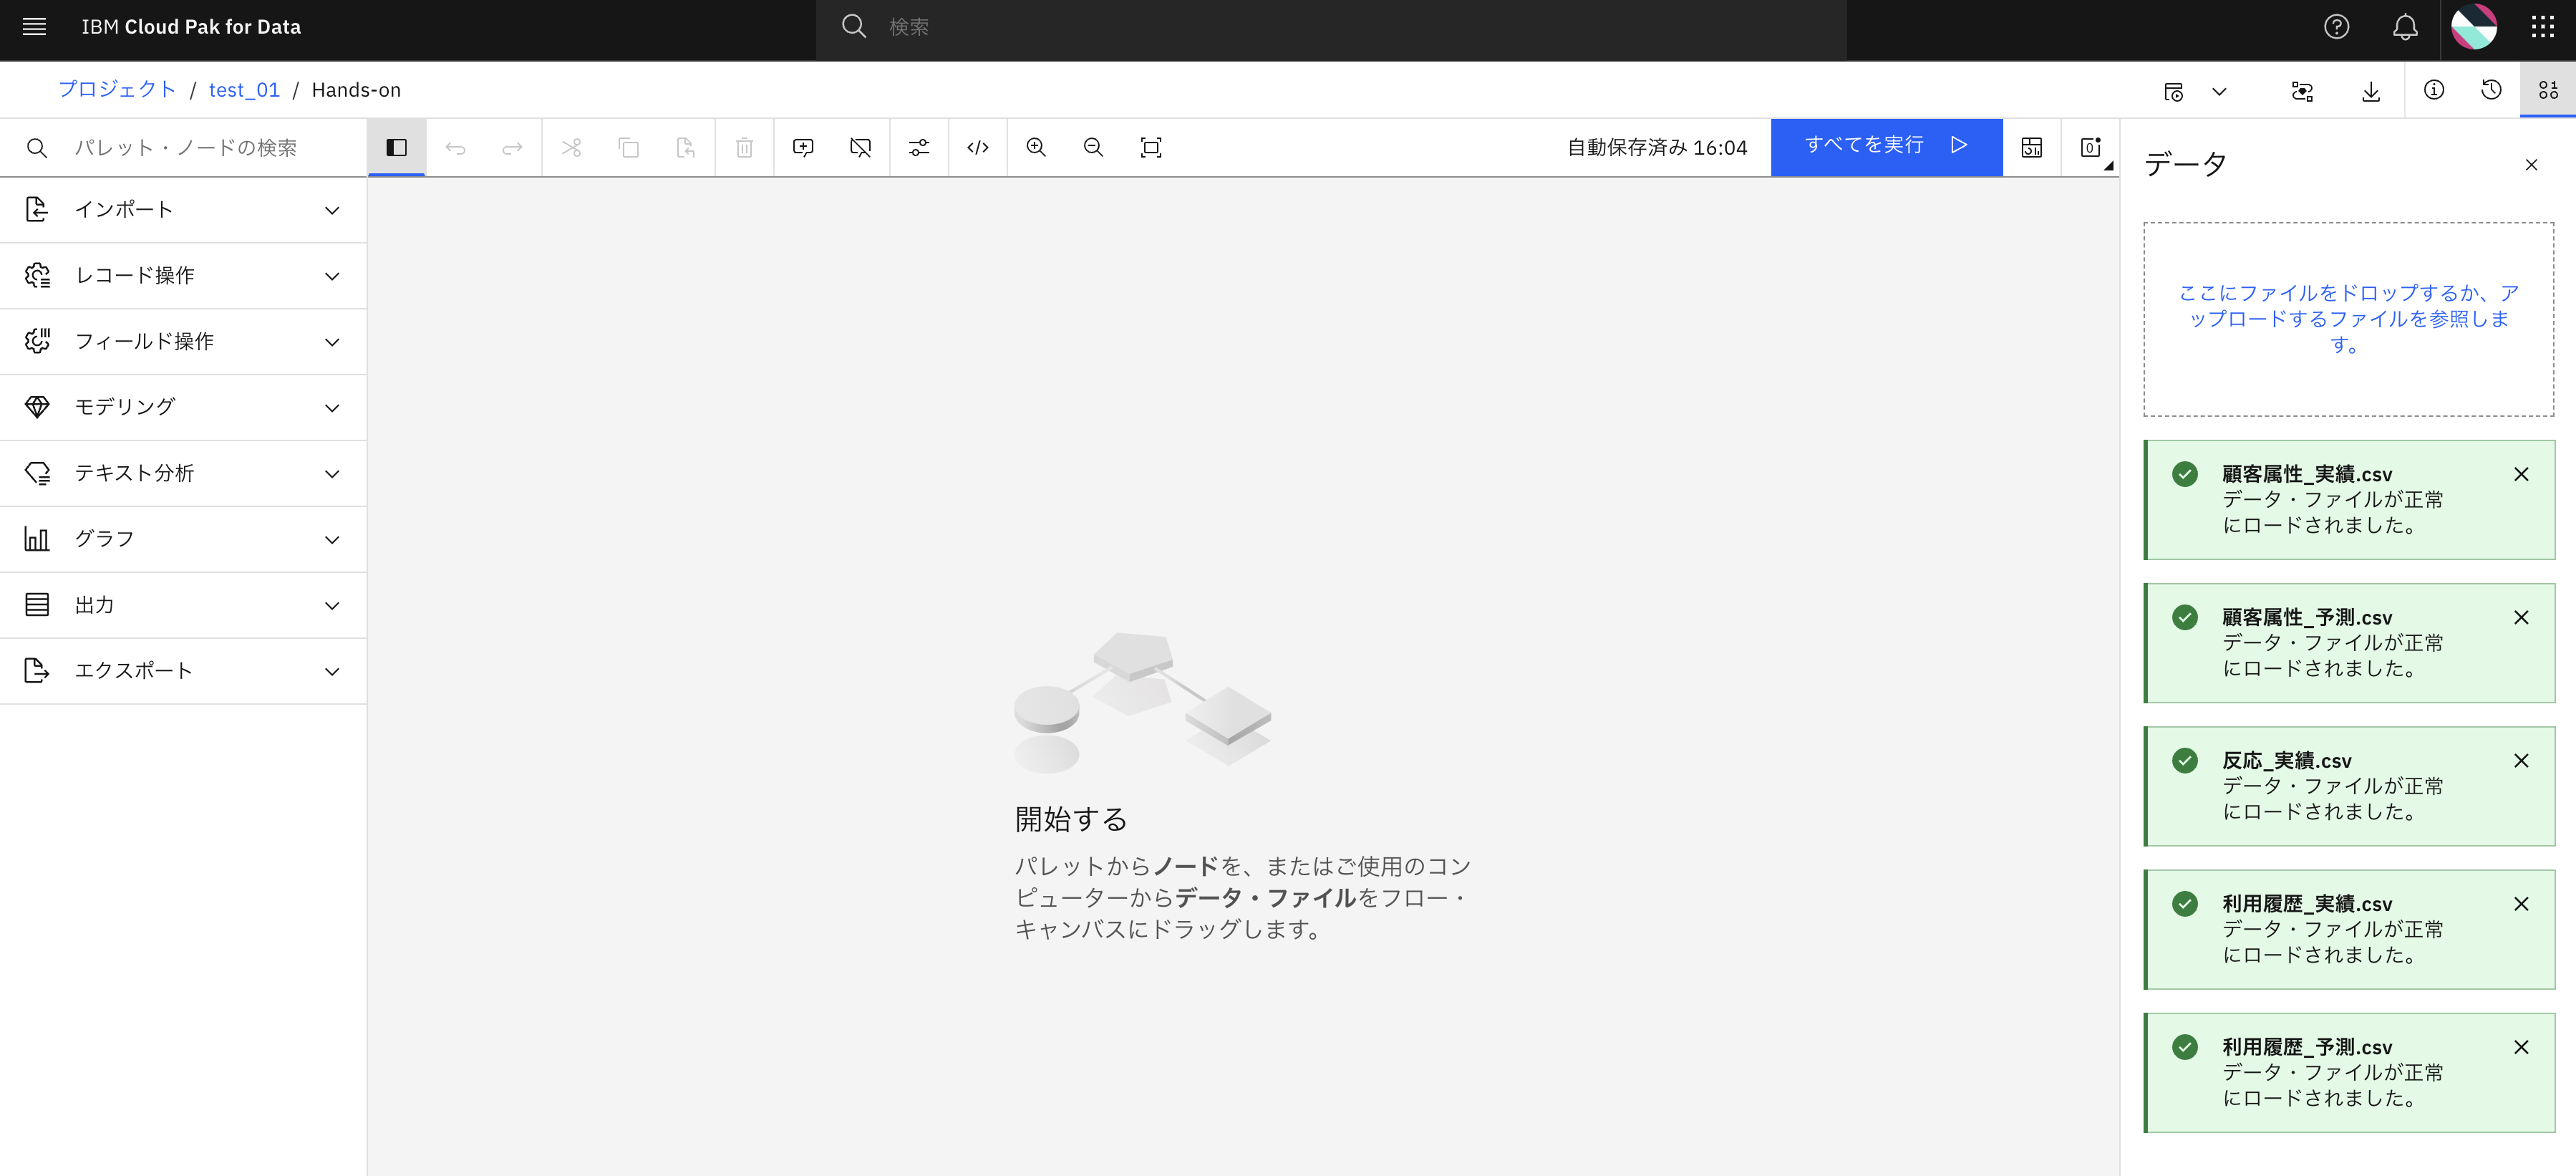 IBM Cloud Pak for Data
検索
プロジェクト / test_01 / Hands-on
パレット・ノードの検索
自動保存済み 16:04
すべてを実行
インポート
レコード操作
フィールド操作
モデリング
テキスト分析
グラフ
出力
エクスポート
開始する
パレットからノードを、またはご使用のコン
ピューターからデータ・ファイルをフロー・
キャンバスにドラッグします。
データ
ここにファイルをドロップするか、ア
ップロードするファイルを参照しま
す。
顧客属性_実績.csv
データ・ファイルが正常
にロードされました。
顧客属性_予測.csv
データ・ファイルが正常
にロードされました。
反応_実績.csv
データ・ファイルが正常
にロードされました。
利用履歴_実績.csv
データ・ファイルが正常
にロードされました。
利用履歴_予測.csv
データ・ファイルが正常
にロードされました。